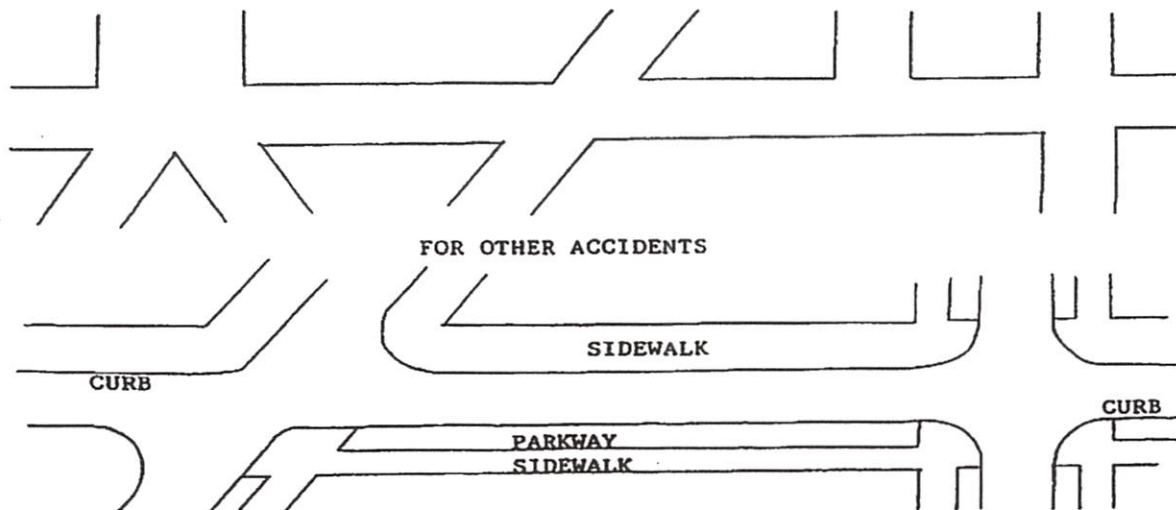 FOR OTHER ACCIDENTS
SIDEWALK
CURB
CURB
PARKWAY
SIDEWALK